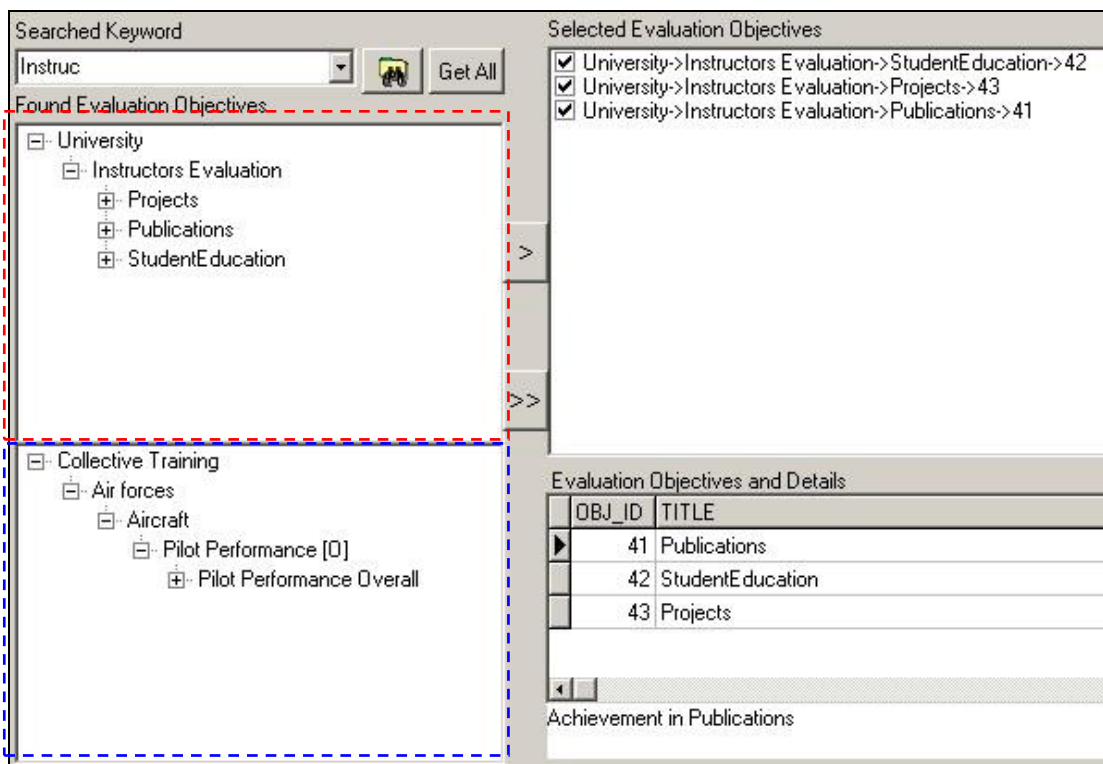 Searched Keyword
Instruc
Get All
Found Evaluation Objectives
University
Instructors Evaluation
Projects
Publications
StudentEducation
>
>>
Collective Training
Air forces
Aircraft
Pilot Performance [O]
Pilot Performance Overall
Selected Evaluation Objectives
University->Instructors Evaluation->StudentEducation->42
University->Instructors Evaluation->Projects->43
University->Instructors Evaluation->Publications->41
Evaluation Objectives and Details
OBJ_ID TITLE
41 Publications
42 StudentEducation
43 Projects
Achievement in Publications